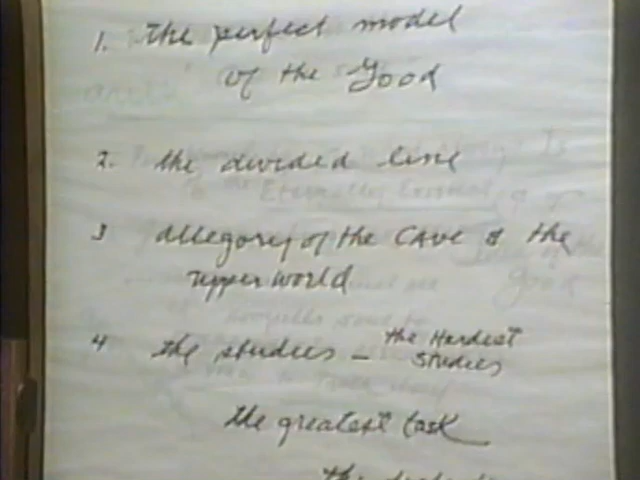 1. the perfect model
of the Good
2. the divided line
3 allegory of the CAVE & the
upper world
4 the studies – the Hardest
Studies
the greatest task
the